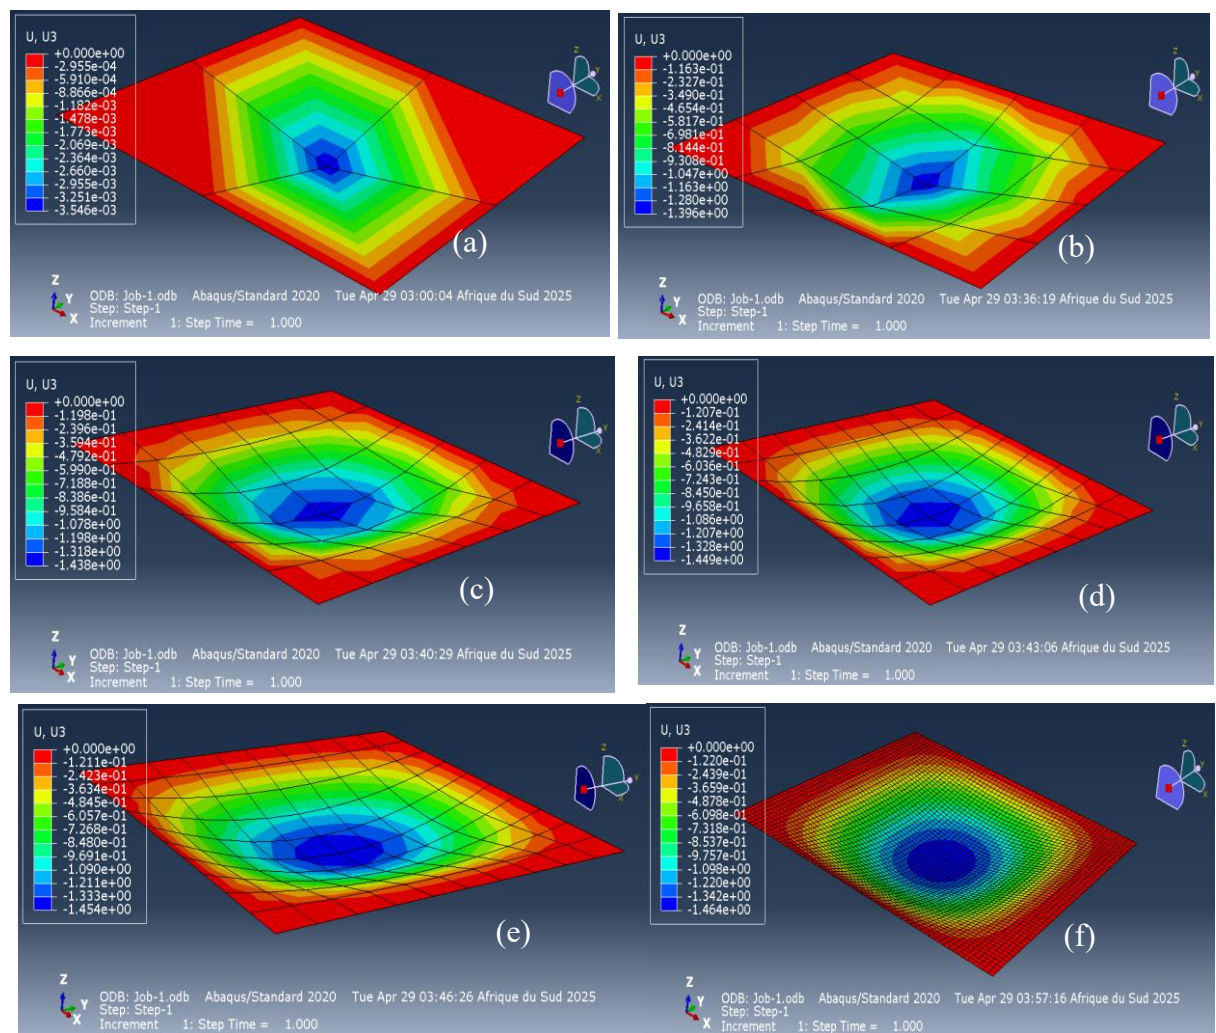 U, U3
+0.000e+00
-2.955e-04
-5.910e-04
-8.866e-04
-1.182e-03
-1.478e-03
-1.773e-03
-2.069e-03
-2.364e-03
-2.660e-03
-2.955e-03
-3.251e-03
-3.546e-03
Z
Y
X
(a)
Z
Y
X
ODB: Job-1.odb Abaqus/Standard 2020 Tue Apr 29 03:00:04 Afrique du Sud 2025
Step: Step-1
Increment 1: Step Time = 1.000
U, U3
+0.000e+00
-1.163e-01
-2.327e-01
-3.490e-01
-4.654e-01
-5.817e-01
-6.981e-01
-8.144e-01
-9.308e-01
-1.047e+00
-1.163e+00
-1.280e+00
-1.396e+00
Z
Y
X
(b)
Z
Y
X
ODB: Job-1.odb Abaqus/Standard 2020 Tue Apr 29 03:36:19 Afrique du Sud 2025
Step: Step-1
Increment 1: Step Time = 1.000
U, U3
+0.000e+00
-1.198e-01
-2.396e-01
-3.594e-01
-4.792e-01
-5.990e-01
-7.188e-01
-8.386e-01
-9.584e-01
-1.078e+00
-1.198e+00
-1.318e+00
-1.438e+00
Z
Y
X
(c)
Z
Y
X
ODB: Job-1.odb Abaqus/Standard 2020 Tue Apr 29 03:40:29 Afrique du Sud 2025
Step: Step-1
Increment 1: Step Time = 1.000
U, U3
+0.000e+00
-1.207e-01
-2.414e-01
-3.622e-01
-4.829e-01
-6.036e-01
-7.243e-01
-8.450e-01
-9.658e-01
-1.086e+00
-1.207e+00
-1.328e+00
-1.449e+00
Z
Y
X
(d)
Z
Y
X
ODB: Job-1.odb Abaqus/Standard 2020 Tue Apr 29 03:43:06 Afrique du Sud 2025
Step: Step-1
Increment 1: Step Time = 1.000
U, U3
+0.000e+00
-1.211e-01
-2.423e-01
-3.634e-01
-4.845e-01
-6.057e-01
-7.268e-01
-8.480e-01
-9.691e-01
-1.090e+00
-1.211e+00
-1.333e+00
-1.454e+00
Z
Y
X
(e)
Z
Y
X
ODB: Job-1.odb Abaqus/Standard 2020 Tue Apr 29 03:46:26 Afrique du Sud 2025
Step: Step-1
Increment 1: Step Time = 1.000
U, U3
+0.000e+00
-1.220e-01
-2.439e-01
-3.659e-01
-4.878e-01
-6.098e-01
-7.318e-01
-8.537e-01
-9.757e-01
-1.098e+00
-1.220e+00
-1.342e+00
-1.464e+00
Z
Y
X
(f)
Z
Y
X
ODB: Job-1.odb Abaqus/Standard 2020 Tue Apr 29 03:57:16 Afrique du Sud 2025
Step: Step-1
Increment 1: Step Time = 1.000